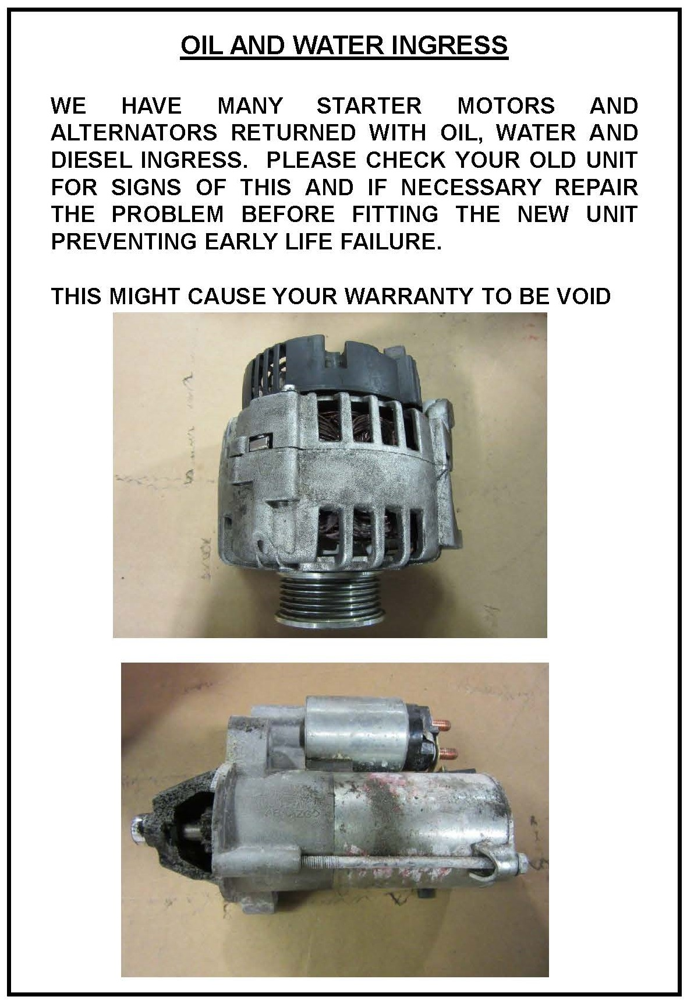 OIL AND WATER INGRESS
WE HAVE MANY STARTER MOTORS AND
ALTERNATORS RETURNED WITH OIL, WATER AND
DIESEL INGRESS. PLEASE CHECK YOUR OLD UNIT
FOR SIGNS OF THIS AND IF NECESSARY REPAIR
THE PROBLEM BEFORE FITTING THE NEW UNIT
PREVENTING EARLY LIFE FAILURE.
THIS MIGHT CAUSE YOUR WARRANTY TO BE VOID